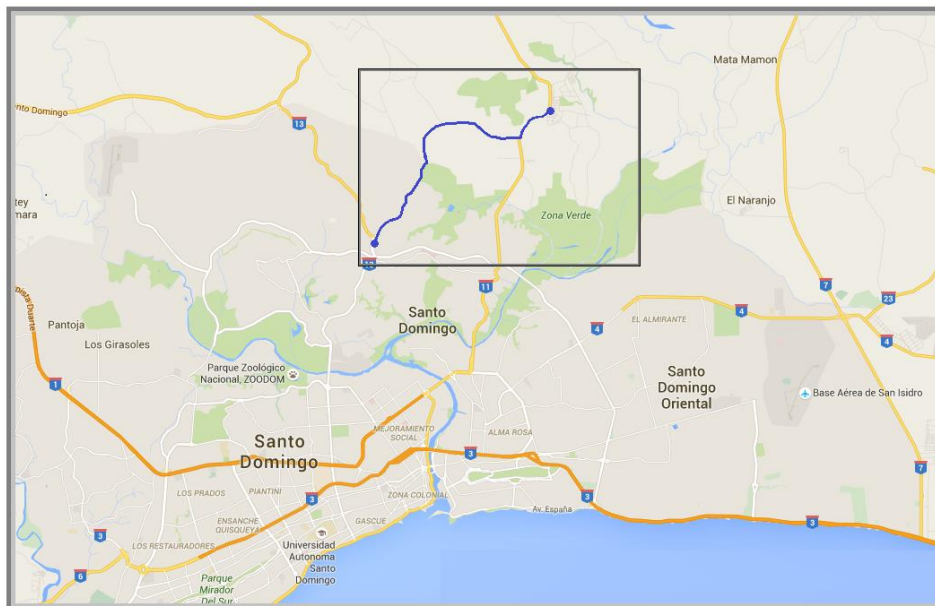 Mata Mamon
Santo Domingo
13
tey
mara
El Naranjo
Zona Verde
11
7
23
Pantoja
Los Girasoles
Santo
Domingo
4
EL ALMIRANTE
4
4
Parque Zoológico
Nacional, ZOODOM
Santo
Domingo
Oriental
Base Aérea de San Isidro
1
MEJORAMIENTO
SOCIAL
ALMA ROSA
Santo
Domingo
3
7
LOS PRADOS
PIANTINI
3
ZONA COLONIAL
3
Av. España
3
ENSANCHE
QUISQUEYA
GASCUE
3
LOS RESTAURADORES
Universidad
Autonoma
Santo
Domingo
6
Parque
Mirador
Del Sur